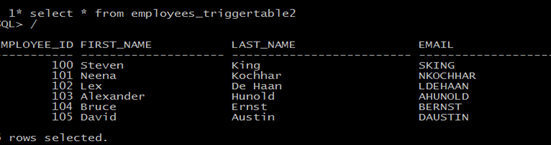 1* select * from employees_triggertable2
QL> /
MPLOYEE_ID FIRST_NAME LAST_NAME EMAIL
---------- -------------------- ------------------------- -------------------
100 Steven King SKING
101 Neena Kochhar NKOCHHAR
102 Lex De Haan LDEHAAN
103 Alexander Hunold AHUNOLD
104 Bruce Ernst BERNST
105 David Austin DAUSTIN
rows selected.